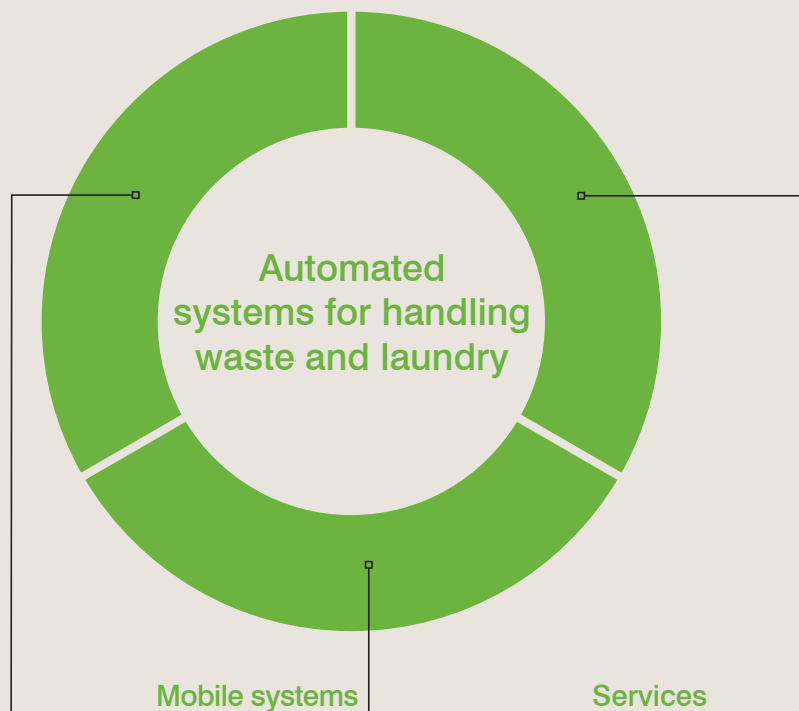 Automated
systems for handling
waste and laundry
Mobile systems
Services